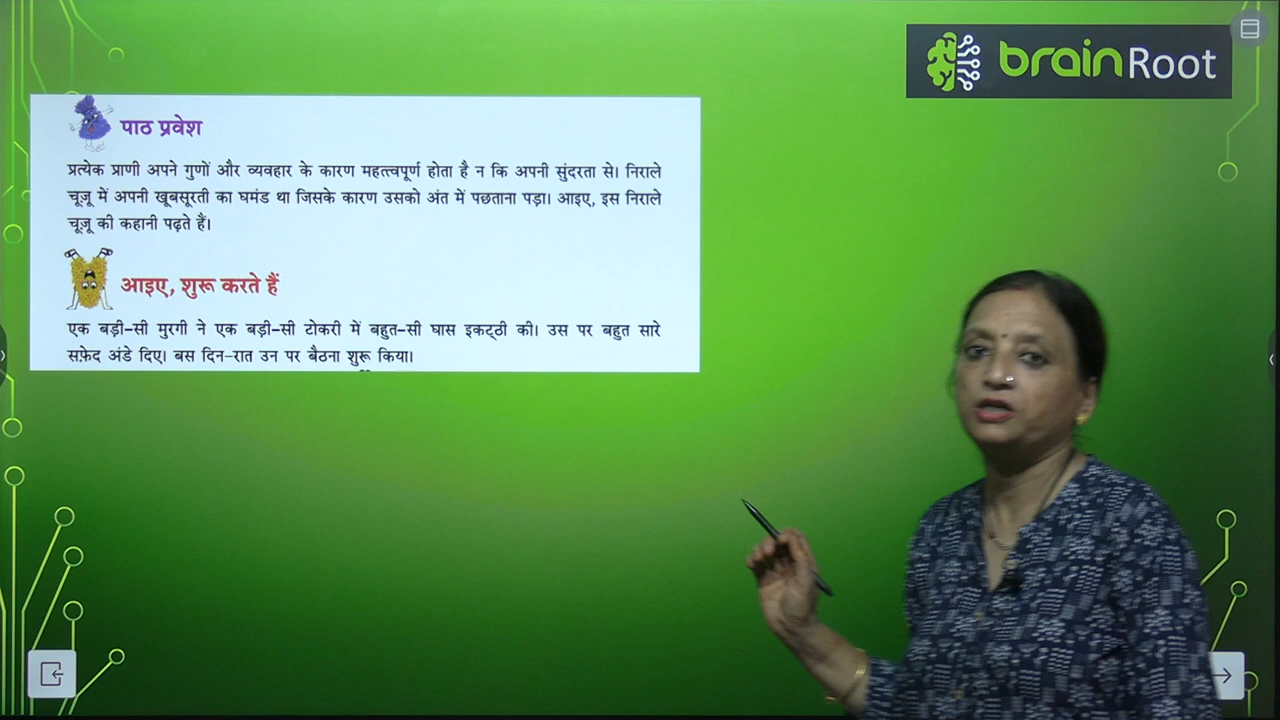 brainRoot
पाठ प्रवेश
प्रत्येक प्राणी अपने गुणों और व्यवहार के कारण महत्त्वपूर्ण होता है न कि अपनी सुंदरता से। निराले
चूज़ू में अपनी खूबसूरती का घमंड था जिसके कारण उसको अंत में पछताना पड़ा। आइए, इस निराले
चूज़ू की कहानी पढ़ते हैं।
आइए, शुरू करते हैं
एक बड़ी-सी मुरगी ने एक बड़ी-सी टोकरी में बहुत-सी घास इकट्ठी की। उस पर बहुत सारे
सफ़ेद अंडे दिए। बस दिन-रात उन पर बैठना शुरू किया।